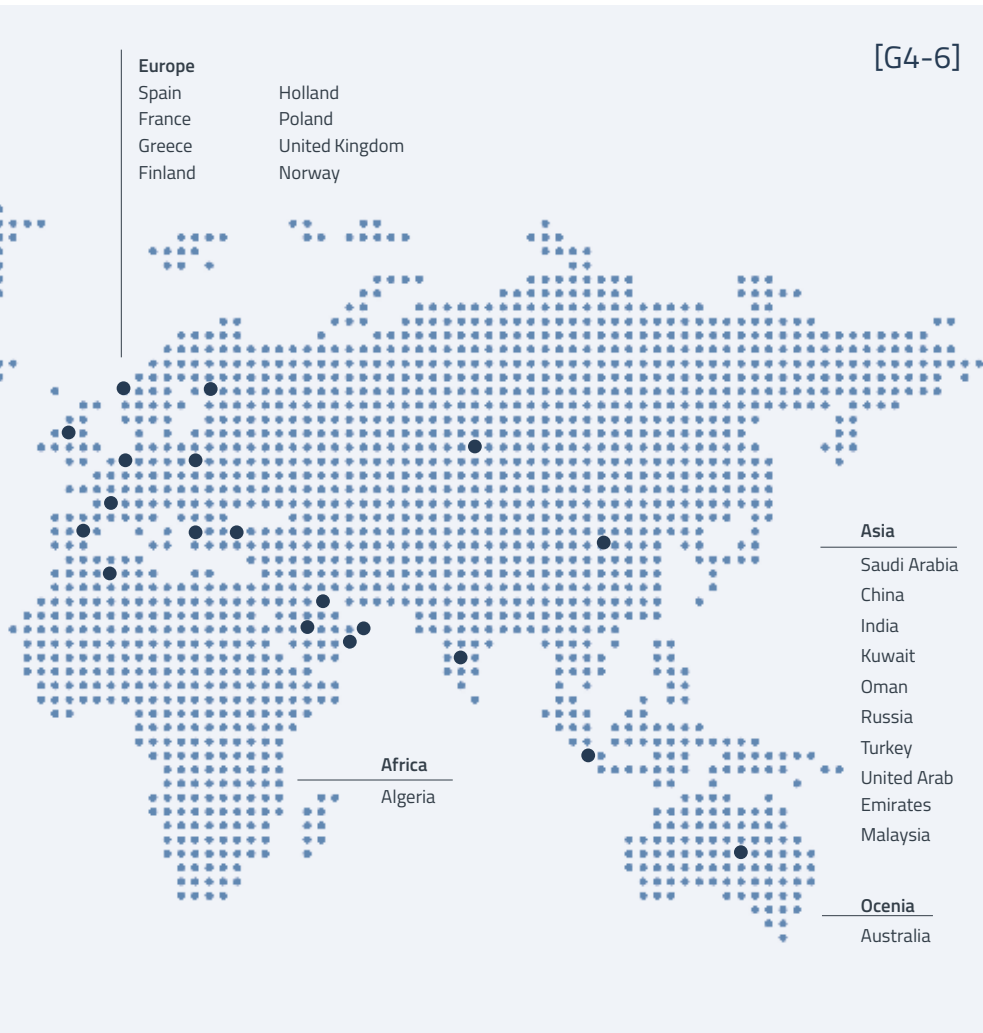 [G4-6]
Europe
Spain
France
Greece
Finland
Holland
Poland
United Kingdom
Norway
Asia
Saudi Arabia
China
India
Kuwait
Oman
Russia
Turkey
United Arab
Emirates
Malaysia
Africa
Algeria
Ocenia
Australia